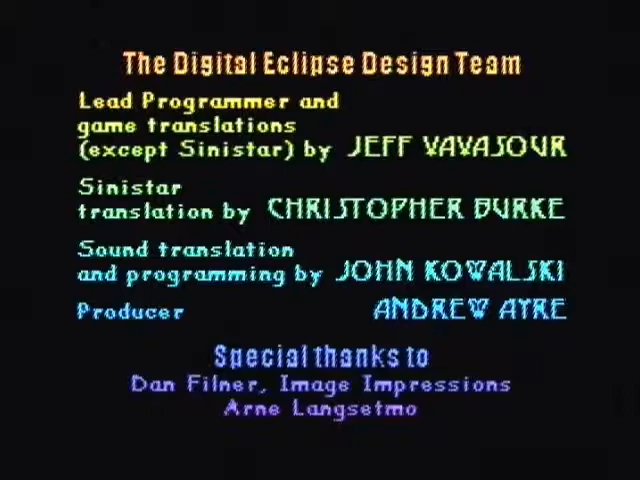 The Digital Eclipse Design Team
Lead Programmer and
game translations
(except Sinistar) by JEFF VAVASOUR
Sinistar
translation by CHRISTOPHER BURKE
Sound translation
and programming by JOHN KOWALSKI
Producer ANDREW AYRE
Special thanks to
Dan Filner, Image Impressions
Arne Langsetmo